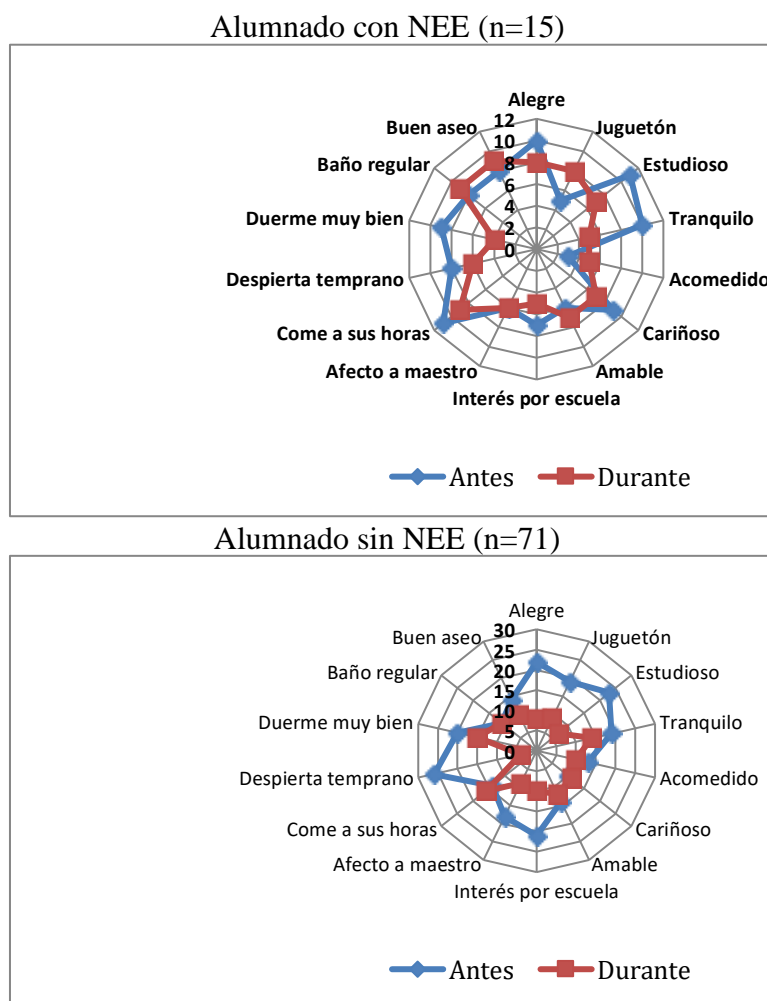 Alumnado con NEE (n=15)
Alegre
Juguetón
Estudioso
Tranquilo
Acomedido
Cariñoso
Amable
Interés por escuela
Afecto a maestro
Come a sus horas
Despierta temprano
Duerme muy bien
Baño regular
Buen aseo
12
10
8
6
4
2
0
Antes
Durante
Alumnado sin NEE (n=71)
Alegre
Juguetón
Estudioso
Tranquilo
Acomedido
Cariñoso
Amable
Interés por escuela
Afecto a maestro
Come a sus horas
Despierta temprano
Duerme muy bien
Baño regular
Buen aseo
30
25
20
15
10
5
0
Antes
Durante